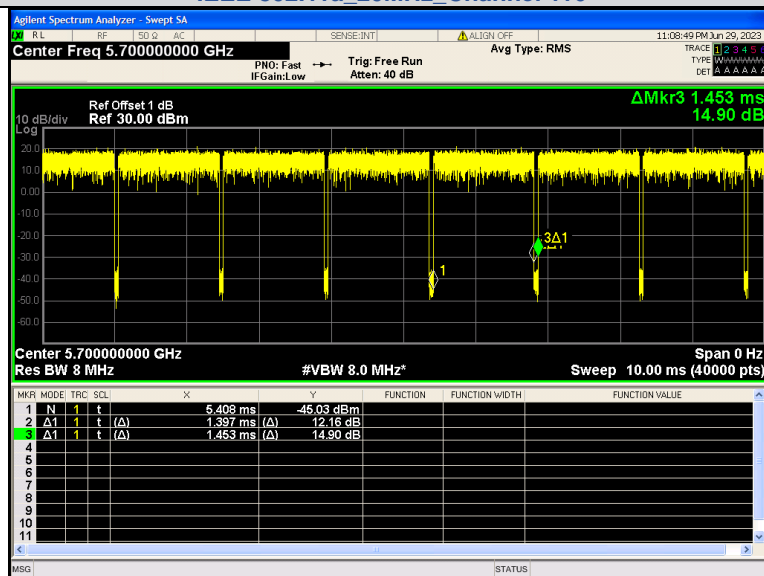 Agilent Spectrum Analyzer - Swept SA
LXI RL RF 50 Ω AC SENSE:INT ALIGN OFF 11:08:49 PM Jun 29, 2023
Center Freq 5.700000000 GHz Avg Type: RMS TRACE 1 2 3 4 5
PNO: Fast Trig: Free Run TYPE
IFGain:Low Atten: 40 dB DET A A A A A
ΔMkr3 1.453 ms
Ref Offset 1 dB
10 dB/div Ref 30.00 dBm 14.90 dB
Log
20.0
10.0
0.00
-10.0
-20.0
3Δ1
-30.0
1
-40.0
-50.0
-60.0
Center 5.700000000 GHz Span 0 Hz
Res BW 8 MHz #VBW 8.0 MHz* Sweep 10.00 ms (40000 pts)
MKR MODE TRC SCL X Y FUNCTION FUNCTION WIDTH FUNCTION VALUE
1 N 1 t 5.408 ms -45.03 dBm
2 Δ1 1 t (Δ) 1.397 ms (Δ) 12.16 dB
3 Δ1 1 t (Δ) 1.453 ms (Δ) 14.90 dB
4
5
6
7
8
9
10
11
MSG STATUS